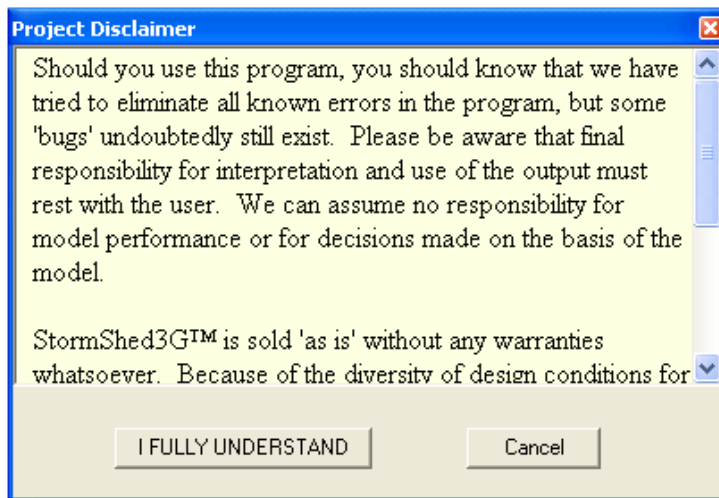 Project Disclaimer
Should you use this program, you should know that we have
tried to eliminate all known errors in the program, but some
'bugs' undoubtedly still exist.  Please be aware that final
responsibility for interpretation and use of the output must
rest with the user.  We can assume no responsibility for
model performance or for decisions made on the basis of the
model.
StormShed3G™ is sold 'as is' without any warranties
whatsoever.  Because of the diversity of design conditions for
I FULLY UNDERSTAND
Cancel